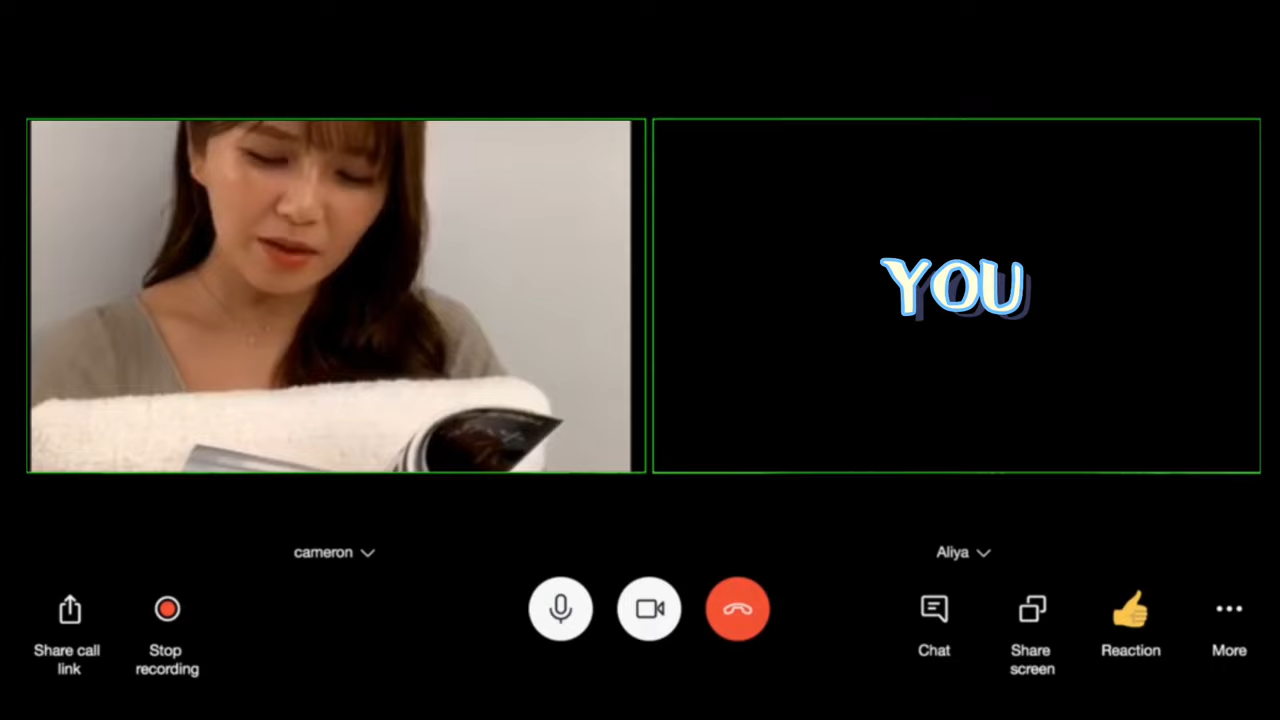 YOU
cameron
Aliya
Share call
link
Stop
recording
Chat
Share
screen
Reaction
More